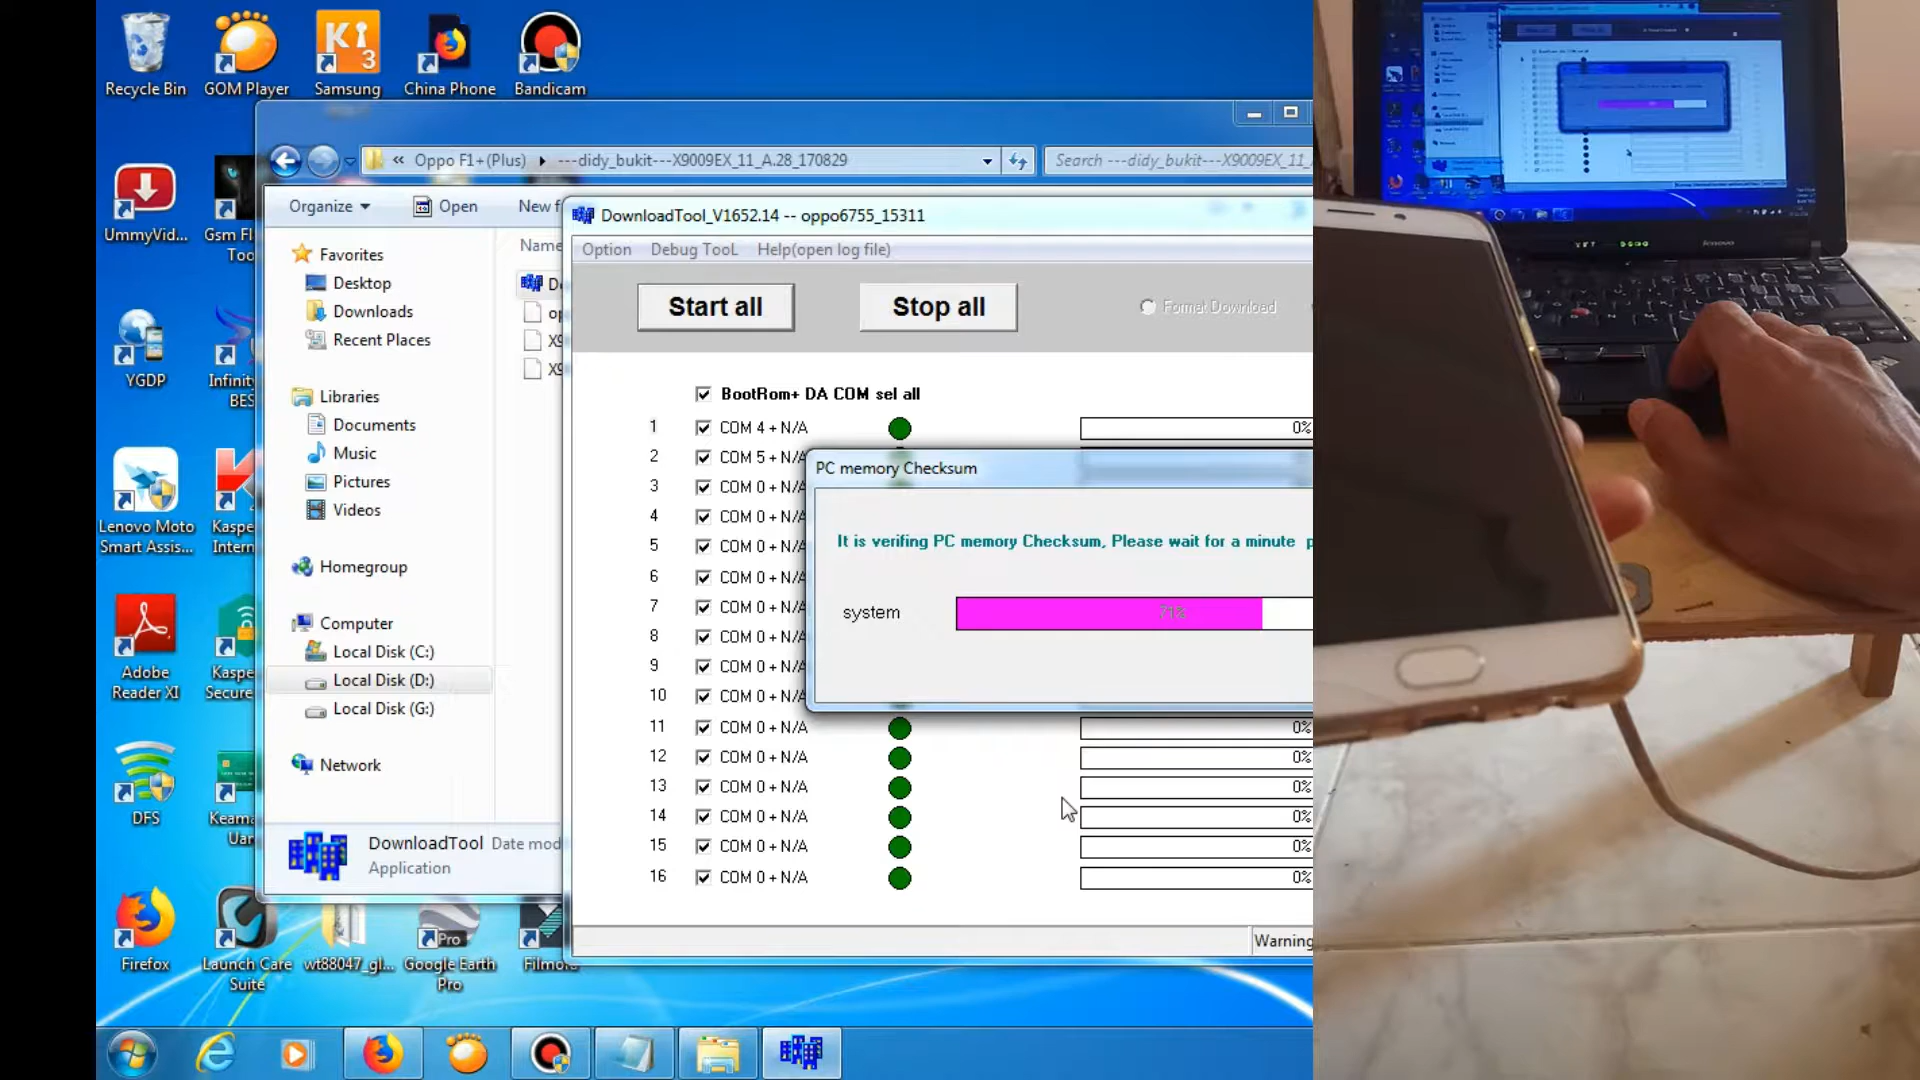 Recycle Bin
GOM Player
Samsung
China Phone
Bandicam
UmmyVid...
Gsm Fl...
Too
YGDP
Infinity
BES
Lenovo Moto
Smart Assis...
Kaspe
Intern
Adobe
Reader XI
Kaspe
Secure
DFS
Keama
Uar
Firefox
Launch Care
Suite
wt88047_gl...
Google Earth
Pro
Filmor
« Oppo F1+(Plus) ▸ ---didy_bukit---X9009EX_11_A.28_170829
Search ---didy_bukit---X9009EX_11_
Organize
Open
New f
Name
Favorites
Desktop
Downloads
Recent Places
Libraries
Documents
Music
Pictures
Videos
Homegroup
Computer
Local Disk (C:)
Local Disk (D:)
Local Disk (G:)
Network
DownloadTool Date mod
Application
DownloadTool_V1652.14 -- oppo6755_15311
Option Debug TooL Help(open log file)
Start all
Stop all
Format Download
BootRom+ DA COM sel all
1 COM 4 + N/A 0%
2 COM 5 + N/A
3 COM 0 + N/A
4 COM 0 + N/A
5 COM 0 + N/A
6 COM 0 + N/A
7 COM 0 + N/A
8 COM 0 + N/A
9 COM 0 + N/A
10 COM 0 + N/A
11 COM 0 + N/A 0%
12 COM 0 + N/A 0%
13 COM 0 + N/A 0%
14 COM 0 + N/A 0%
15 COM 0 + N/A 0%
16 COM 0 + N/A 0%
Warning
PC memory Checksum
It is verifing PC memory Checksum, Please wait for a minute p
system 71%
lenovo